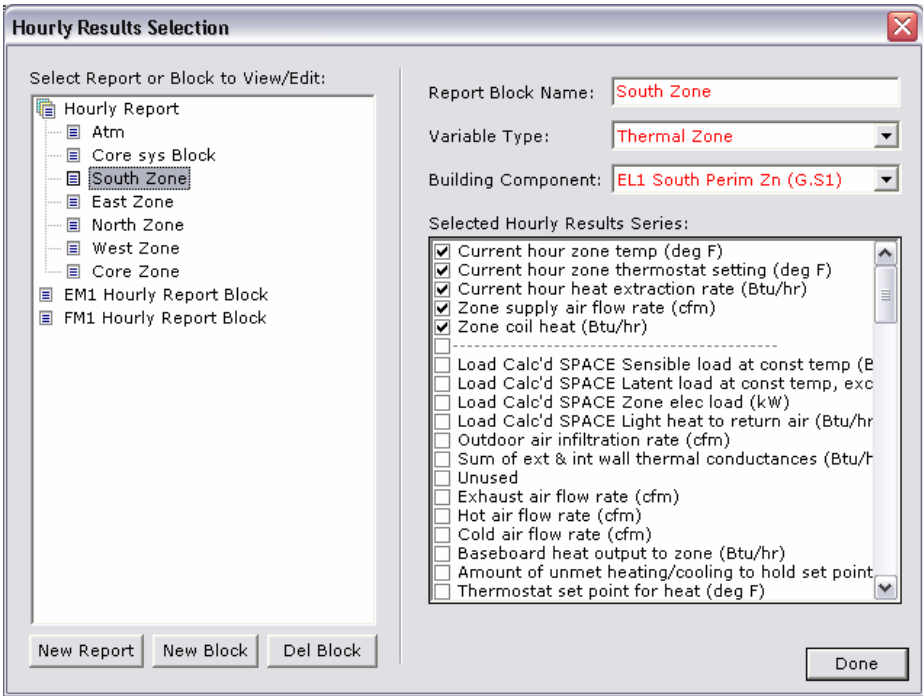 Hourly Results Selection
Select Report or Block to View/Edit:
Hourly Report
Atm
Core sys Block
South Zone
East Zone
North Zone
West Zone
Core Zone
EM1 Hourly Report Block
FM1 Hourly Report Block
New Report
New Block
Del Block
Report Block Name: South Zone
Variable Type: Thermal Zone
Building Component: EL1 South Perim Zn (G.S1)
Selected Hourly Results Series:
Current hour zone temp (deg F)
Current hour zone thermostat setting (deg F)
Current hour heat extraction rate (Btu/hr)
Zone supply air flow rate (cfm)
Zone coil heat (Btu/hr)
----------------------------------------
Load Calc'd SPACE Sensible load at const temp (B
Load Calc'd SPACE Latent load at const temp, exc
Load Calc'd SPACE Zone elec load (kW)
Load Calc'd SPACE Light heat to return air (Btu/hr
Outdoor air infiltration rate (cfm)
Sum of ext & int wall thermal conductances (Btu/h
Unused
Exhaust air flow rate (cfm)
Hot air flow rate (cfm)
Cold air flow rate (cfm)
Baseboard heat output to zone (Btu/hr)
Amount of unmet heating/cooling to hold set point
Thermostat set point for heat (deg F)
Done